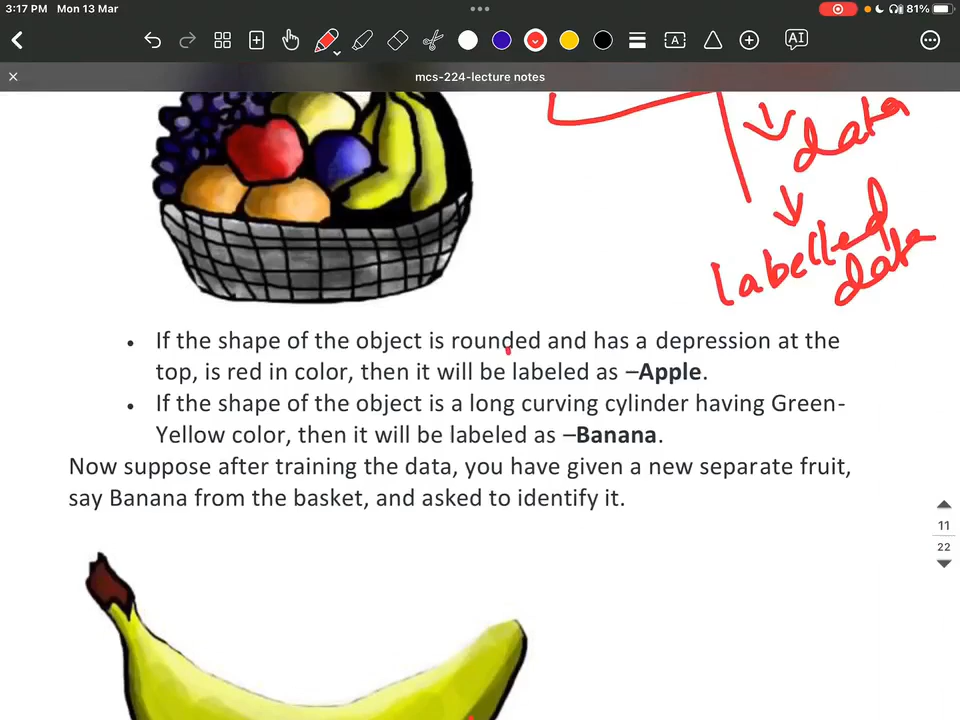 3:17 PM Mon 13 Mar
81%
A
AI
mcs-224-lecture notes
data
labelled
data
• If the shape of the object is rounded and has a depression at the
top, is red in color, then it will be labeled as –Apple.
• If the shape of the object is a long curving cylinder having Green-
Yellow color, then it will be labeled as –Banana.
Now suppose after training the data, you have given a new separate fruit,
say Banana from the basket, and asked to identify it.
11
22